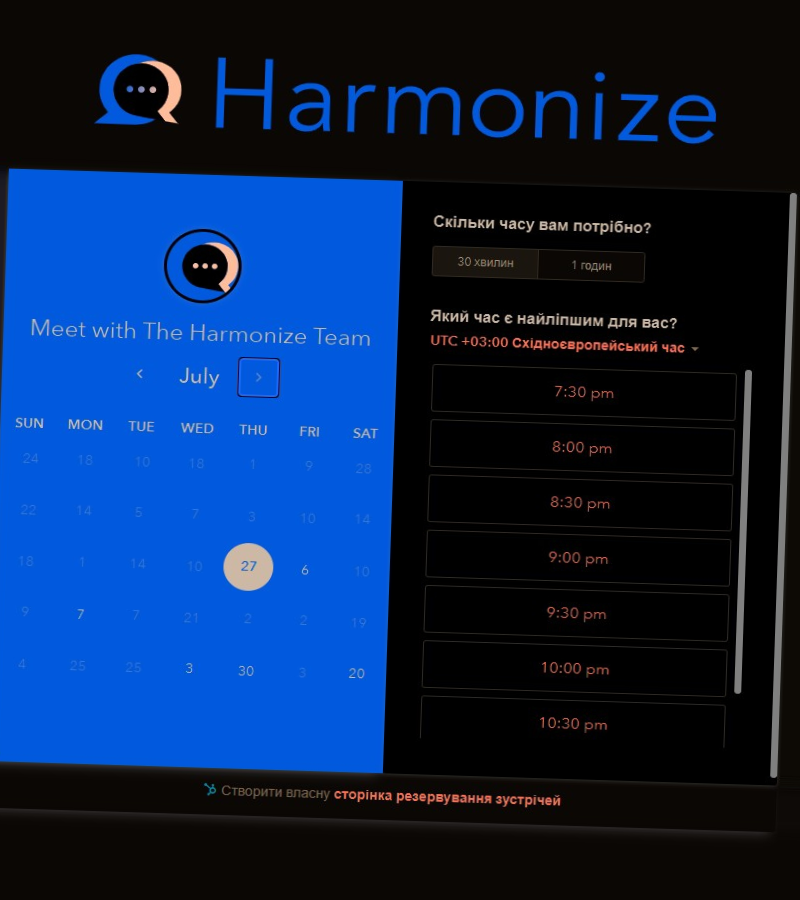 Harmonize
Meet with The Harmonize Team
July
SUN MON TUE WED THU FRI SAT
24 18 10 18 1 9 28
22 14 5 7 3 10 14
18 1 14 10 27 6 10
9 7 7 21 2 2 19
4 25 25 3 30 3 20
Скільки часу вам потрібно?
30 хвилин 1 годин
Який час є найліпшим для вас?
UTC +03:00 Східноєвропейський час
7:30 pm
8:00 pm
8:30 pm
9:00 pm
9:30 pm
10:00 pm
10:30 pm
Створити власну сторінка резервування зустрічей